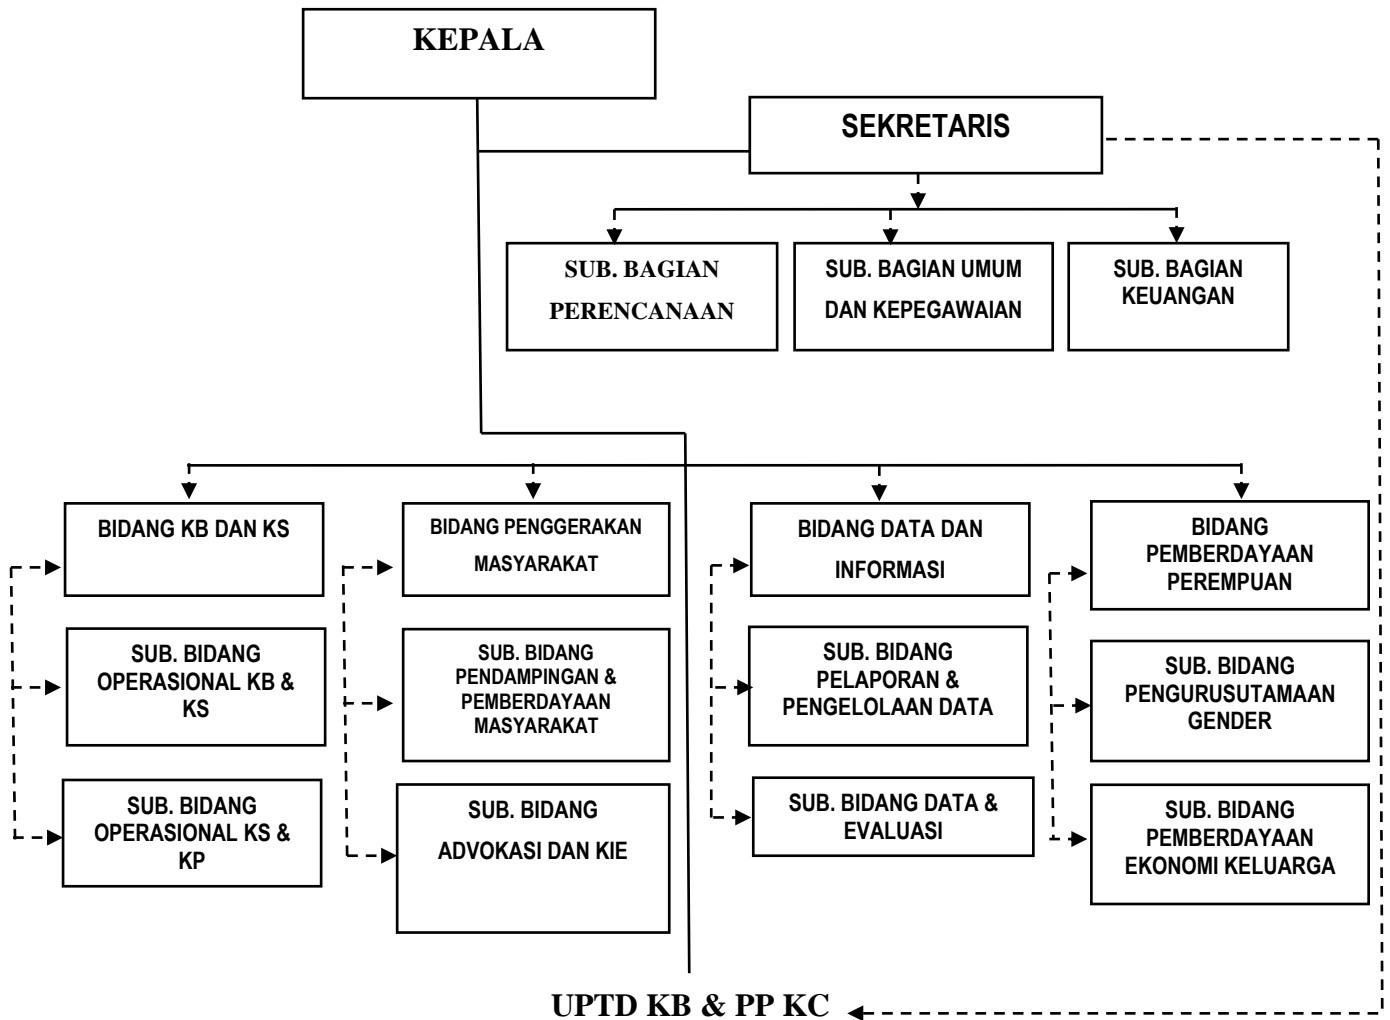 KEPALA
SEKRETARIS
SUB. BAGIAN
PERENCANAAN
SUB. BAGIAN UMUM
DAN KEPEGAWAIAN
SUB. BAGIAN
KEUANGAN
BIDANG KB DAN KS
BIDANG PENGGERAKAN
MASYARAKAT
BIDANG DATA DAN
INFORMASI
BIDANG
PEMBERDAYAAN
PEREMPUAN
SUB. BIDANG
OPERASIONAL KB &
KS
SUB. BIDANG
PENDAMPINGAN &
PEMBERDAYAAN
MASYARAKAT
SUB. BIDANG
PELAPORAN &
PENGELOLAAN DATA
SUB. BIDANG
PENGURUSUTAMAAN
GENDER
SUB. BIDANG
OPERASIONAL KS &
KP
SUB. BIDANG
ADVOKASI DAN KIE
SUB. BIDANG DATA &
EVALUASI
SUB. BIDANG
PEMBERDAYAAN
EKONOMI KELUARGA
UPTD KB & PP KC